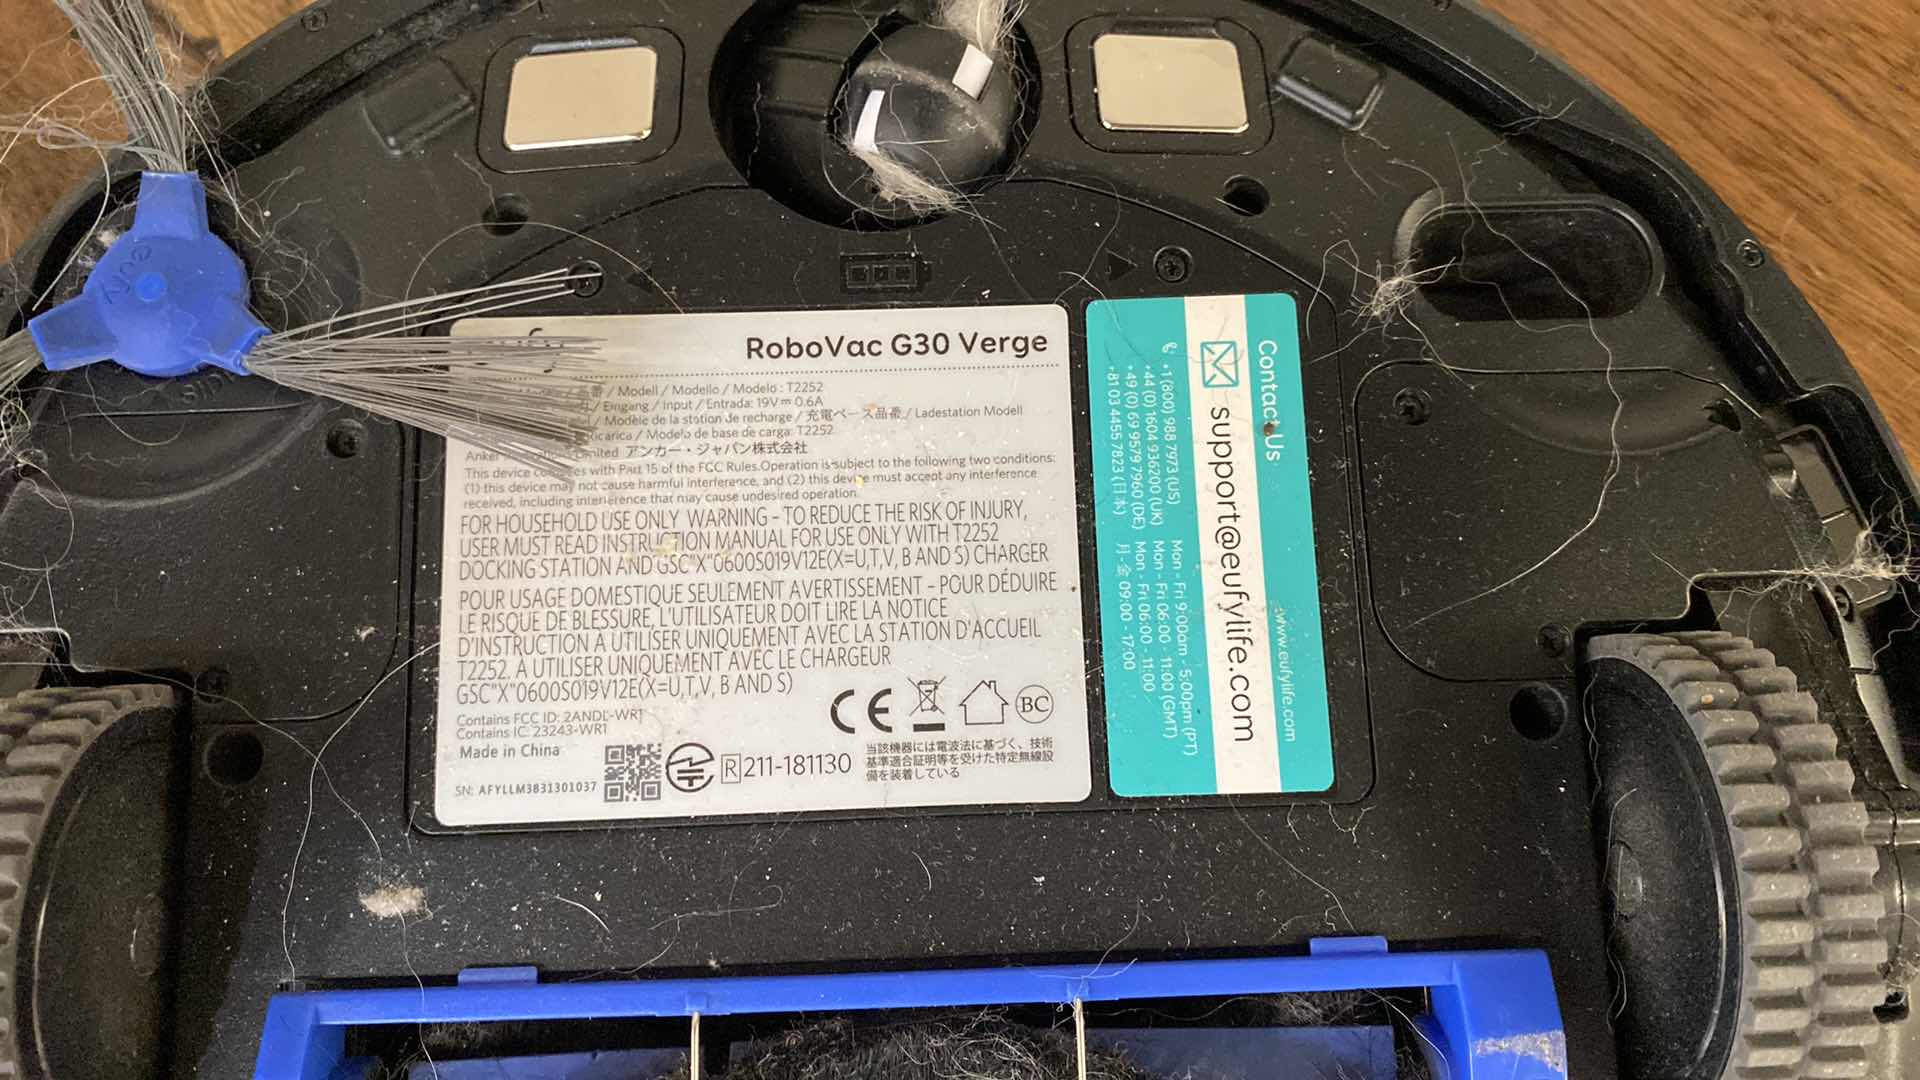 eufy
RoboVac G30 Verge
品番 / Modell / Modello / Modelo : T2252
/ Eingang / Input / Entrada: 19V⎓0.6A
/ Modèle de la station de recharge / 充電ベース品番 / Ladestation Modell
Ricarica / Modelo de base de carga: T2252
Anker Limited アンカー・ジャパン株式会社
This device complies with Part 15 of the FCC Rules.Operation is subject to the following two conditions:
(1) this device may not cause harmful interference, and (2) this device must accept any interference
received, including interference that may cause undesired operation.
FOR HOUSEHOLD USE ONLY WARNING – TO REDUCE THE RISK OF INJURY,
USER MUST READ INSTRUCTION MANUAL FOR USE ONLY WITH T2252
DOCKING STATION AND GSC"X"0600S019V12E(X=U,T,V, B AND S) CHARGER
POUR USAGE DOMESTIQUE SEULEMENT AVERTISSEMENT – POUR DÉDUIRE
LE RISQUE DE BLESSURE, L'UTILISATEUR DOIT LIRE LA NOTICE
D'INSTRUCTION A UTILISER UNIQUEMENT AVEC LA STATION D'ACCUEIL
T2252. A UTILISER UNIQUEMENT AVEC LE CHARGEUR
GSC"X"0600S019V12E(X=U,T,V, B AND S)
Contains FCC ID: 2ANDL-WR1
Contains IC: 23243-WR1
Made in China
SN: AFYLLM3831301037
CE
BC
R 211-181130
当該機器には電波法に基づく、技術
基準適合証明等を受けた特定無線設
備を装着している
Contact Us
www.eufylife.com
support@eufylife.com
+1 (800) 988 7973 (US) Mon - Fri 9:00am - 5:00pm (PT)
+44 (0) 1604 936200 (UK) Mon - Fri 06:00 - 11:00 (GMT)
+49 (0) 69 9579 7960 (DE) Mon - Fri 06:00 - 11:00
+81 03 4455 7823 (日本) 月 - 金 09:00 - 17:00